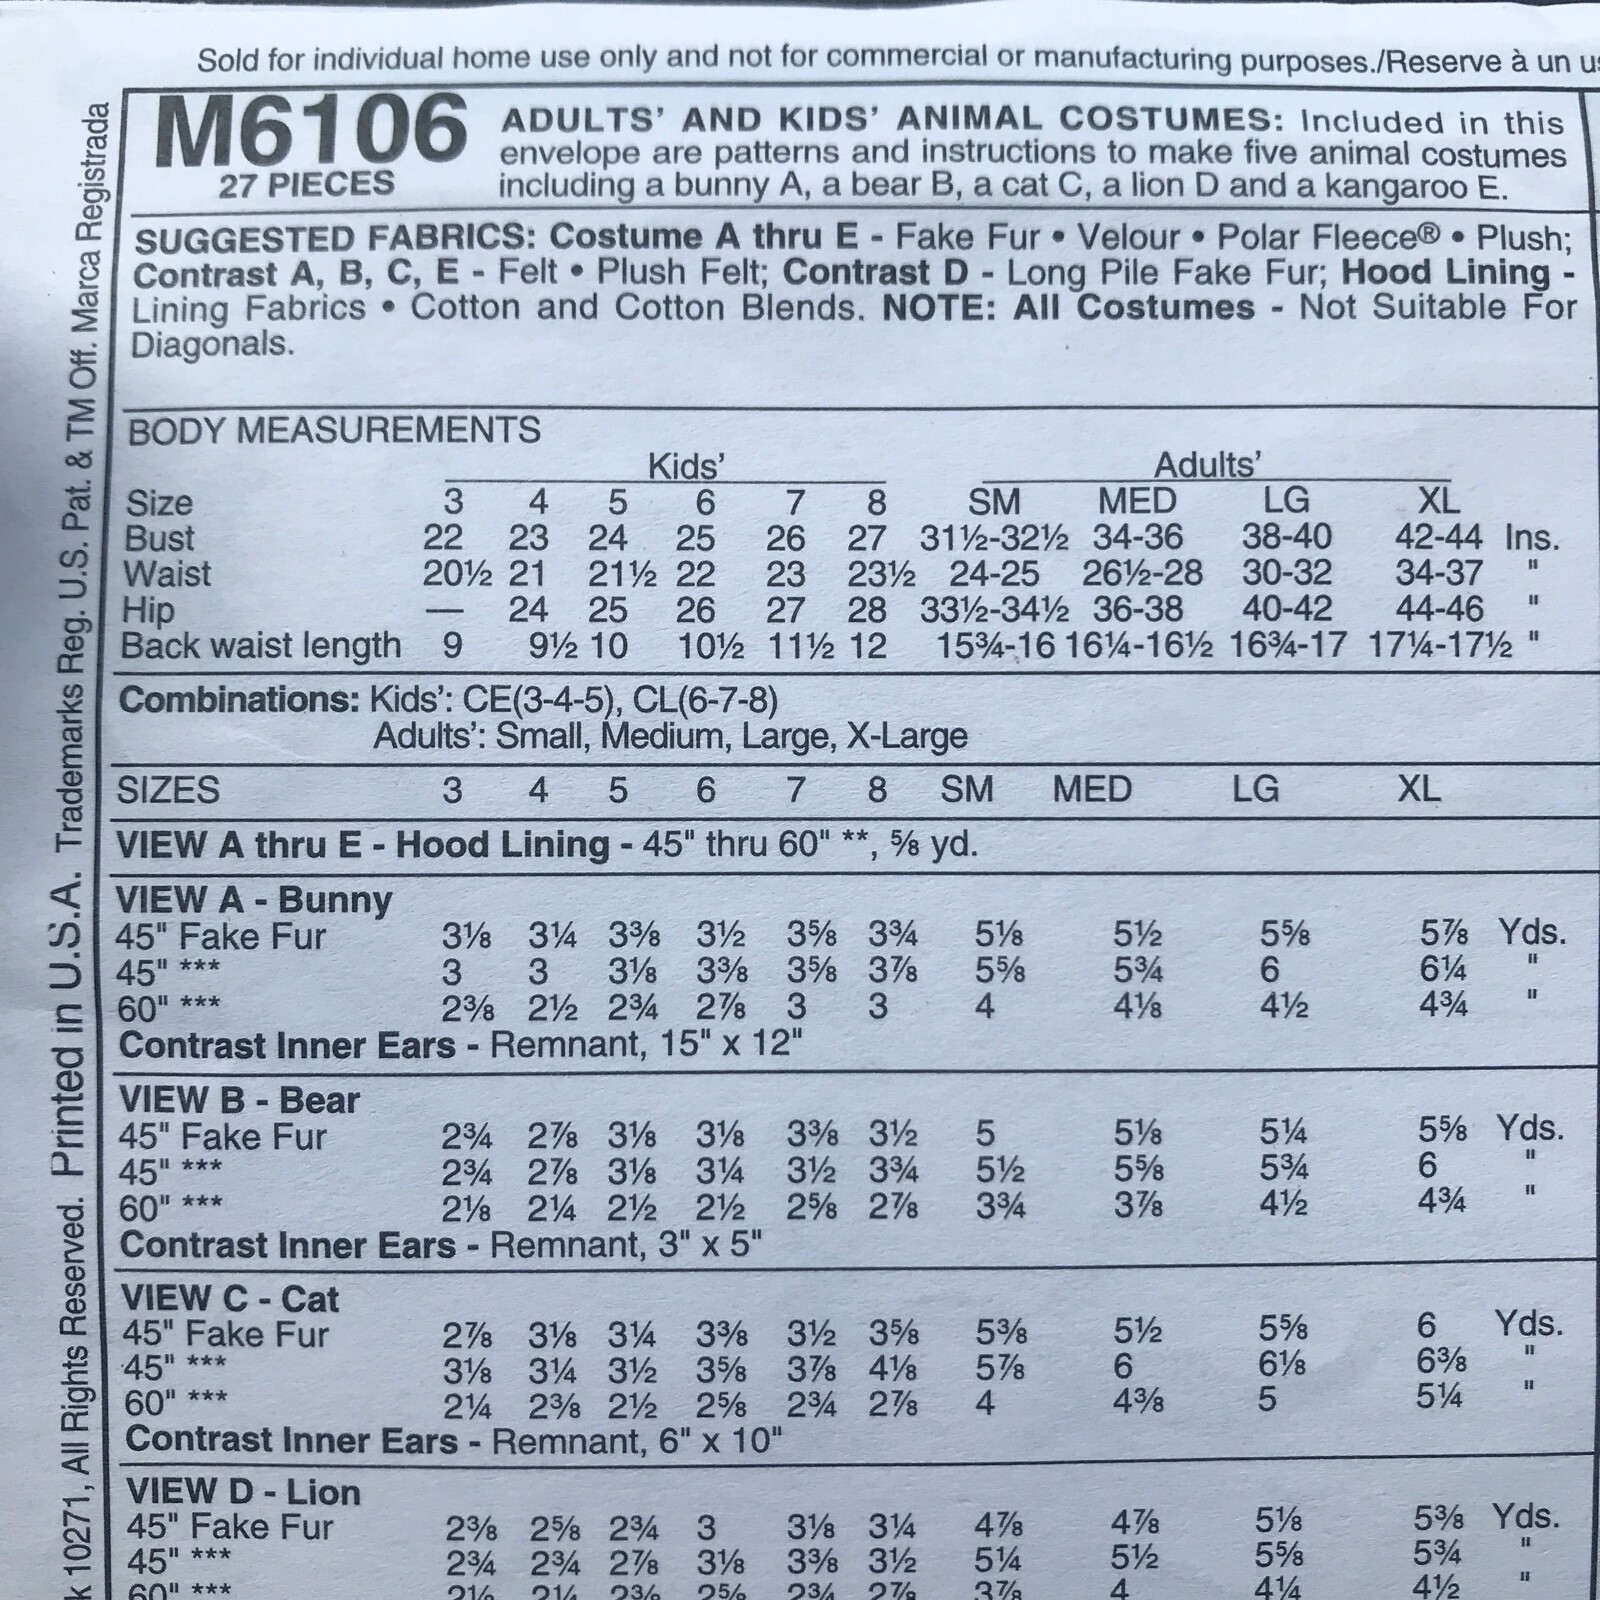 Sold for individual home use only and not for commercial or manufacturing purposes./Reserve à un
M6106
27 PIECES
ADULTS' AND KIDS' ANIMAL COSTUMES: Included in this
envelope are patterns and instructions to make five animal costumes
including a bunny A, a bear B, a cat C, a lion D and a kangaroo E.
SUGGESTED FABRICS: Costume A thru E - Fake Fur • Velour • Polar Fleece® • Plush;
Contrast A, B, C, E - Felt • Plush Felt; Contrast D - Long Pile Fake Fur; Hood Lining -
Lining Fabrics • Cotton and Cotton Blends. NOTE: All Costumes - Not Suitable For
Diagonals.
BODY MEASUREMENTS
Kids' Adults'
Size 3 4 5 6 7 8 SM MED LG XL
Bust 22 23 24 25 26 27 31½-32½ 34-36 38-40 42-44 Ins.
Waist 20½ 21 21½ 22 23 23½ 24-25 26½-28 30-32 34-37 "
Hip — 24 25 26 27 28 33½-34½ 36-38 40-42 44-46 "
Back waist length 9 9½ 10 10½ 11½ 12 15¾-16 16¼-16½ 16¾-17 17¼-17½ "
Combinations: Kids': CE(3-4-5), CL(6-7-8)
Adults': Small, Medium, Large, X-Large
SIZES 3 4 5 6 7 8 SM MED LG XL
VIEW A thru E - Hood Lining - 45" thru 60" **, ⅝ yd.
VIEW A - Bunny
45" Fake Fur 3⅛ 3¼ 3⅜ 3½ 3⅝ 3¾ 5⅛ 5½ 5⅝ 5⅞ Yds.
45" *** 3 3 3⅛ 3⅜ 3⅝ 3⅞ 5⅝ 5¾ 6 6¼ "
60" *** 2⅜ 2½ 2¾ 2⅞ 3 3 4 4⅛ 4½ 4¾ "
Contrast Inner Ears - Remnant, 15" x 12"
VIEW B - Bear
45" Fake Fur 2¾ 2⅞ 3⅛ 3⅛ 3⅜ 3½ 5 5⅛ 5¼ 5⅝ Yds.
45" *** 2¾ 2⅞ 3⅛ 3¼ 3½ 3¾ 5½ 5⅝ 5¾ 6 "
60" *** 2⅛ 2¼ 2½ 2½ 2⅝ 2⅞ 3¾ 3⅞ 4½ 4¾ "
Contrast Inner Ears - Remnant, 3" x 5"
VIEW C - Cat
45" Fake Fur 2⅞ 3⅛ 3¼ 3⅜ 3½ 3⅝ 5⅜ 5½ 5⅝ 6 Yds.
45" *** 3⅛ 3¼ 3½ 3⅝ 3⅞ 4⅛ 5⅞ 6 6⅛ 6⅜ "
60" *** 2¼ 2⅜ 2½ 2⅝ 2¾ 2⅞ 4 4⅜ 5 5¼ "
Contrast Inner Ears - Remnant, 6" x 10"
VIEW D - Lion
45" Fake Fur 2⅜ 2⅝ 2¾ 3 3⅛ 3¼ 4⅞ 4⅞ 5⅛ 5⅜ Yds.
45" *** 2¾ 2¾ 2⅞ 3⅛ 3⅜ 3½ 5¼ 5½ 5⅝ 5¾ "
60" *** 2¼ 2¾ 2⅞ 3⅞ 4 4¼ 4½ "
10271, All Rights Reserved. Printed in U.S.A. Trademarks Reg. U.S. Pat. & TM Off. Marca Registrada